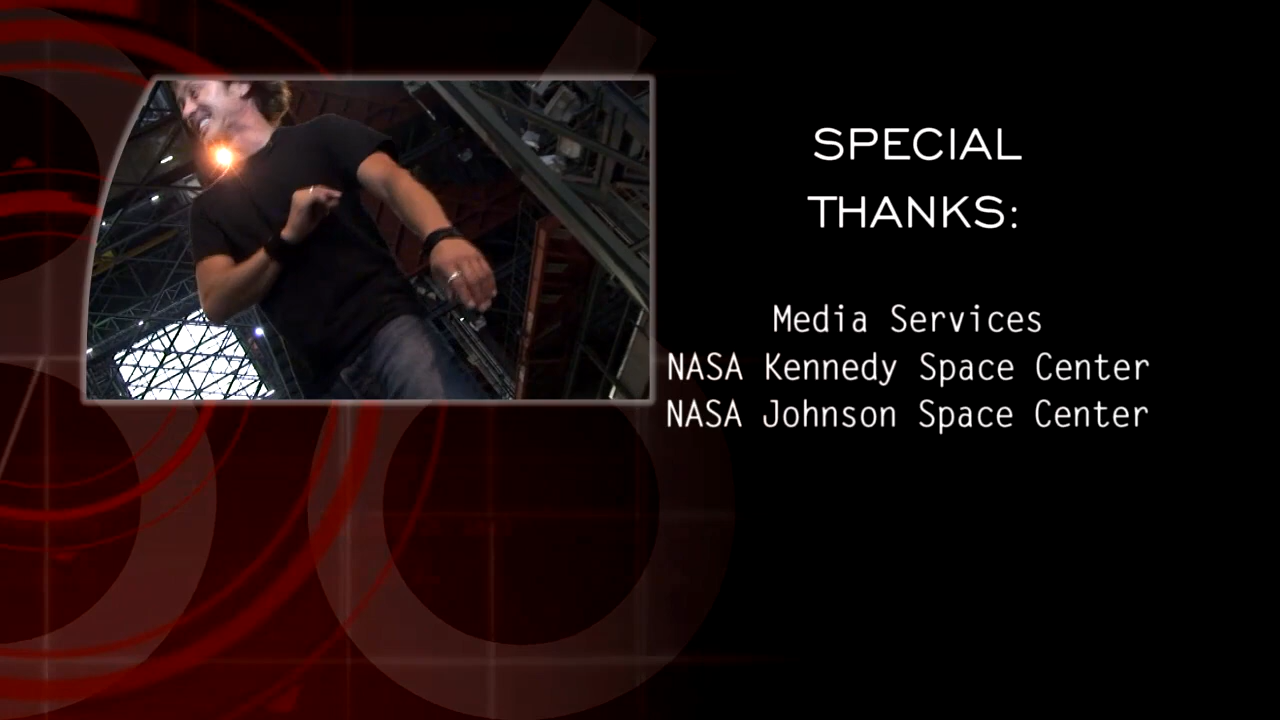 SPECIAL
THANKS:
Media Services
NASA Kennedy Space Center
NASA Johnson Space Center